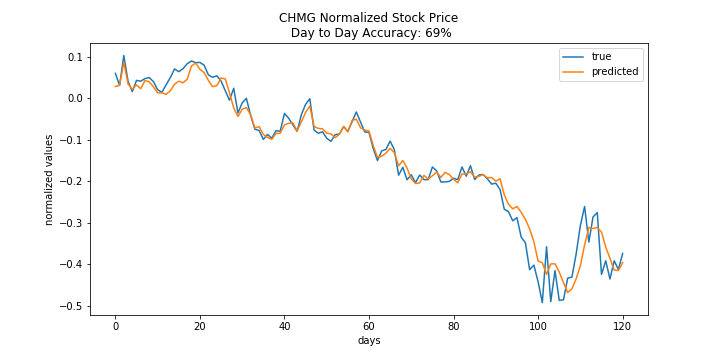 CHMG Normalized Stock Price
Day to Day Accuracy: 69%
true
predicted
normalized values
0.1
0.0
−0.1
−0.2
−0.3
−0.4
−0.5
0
20
40
60
80
100
120
days